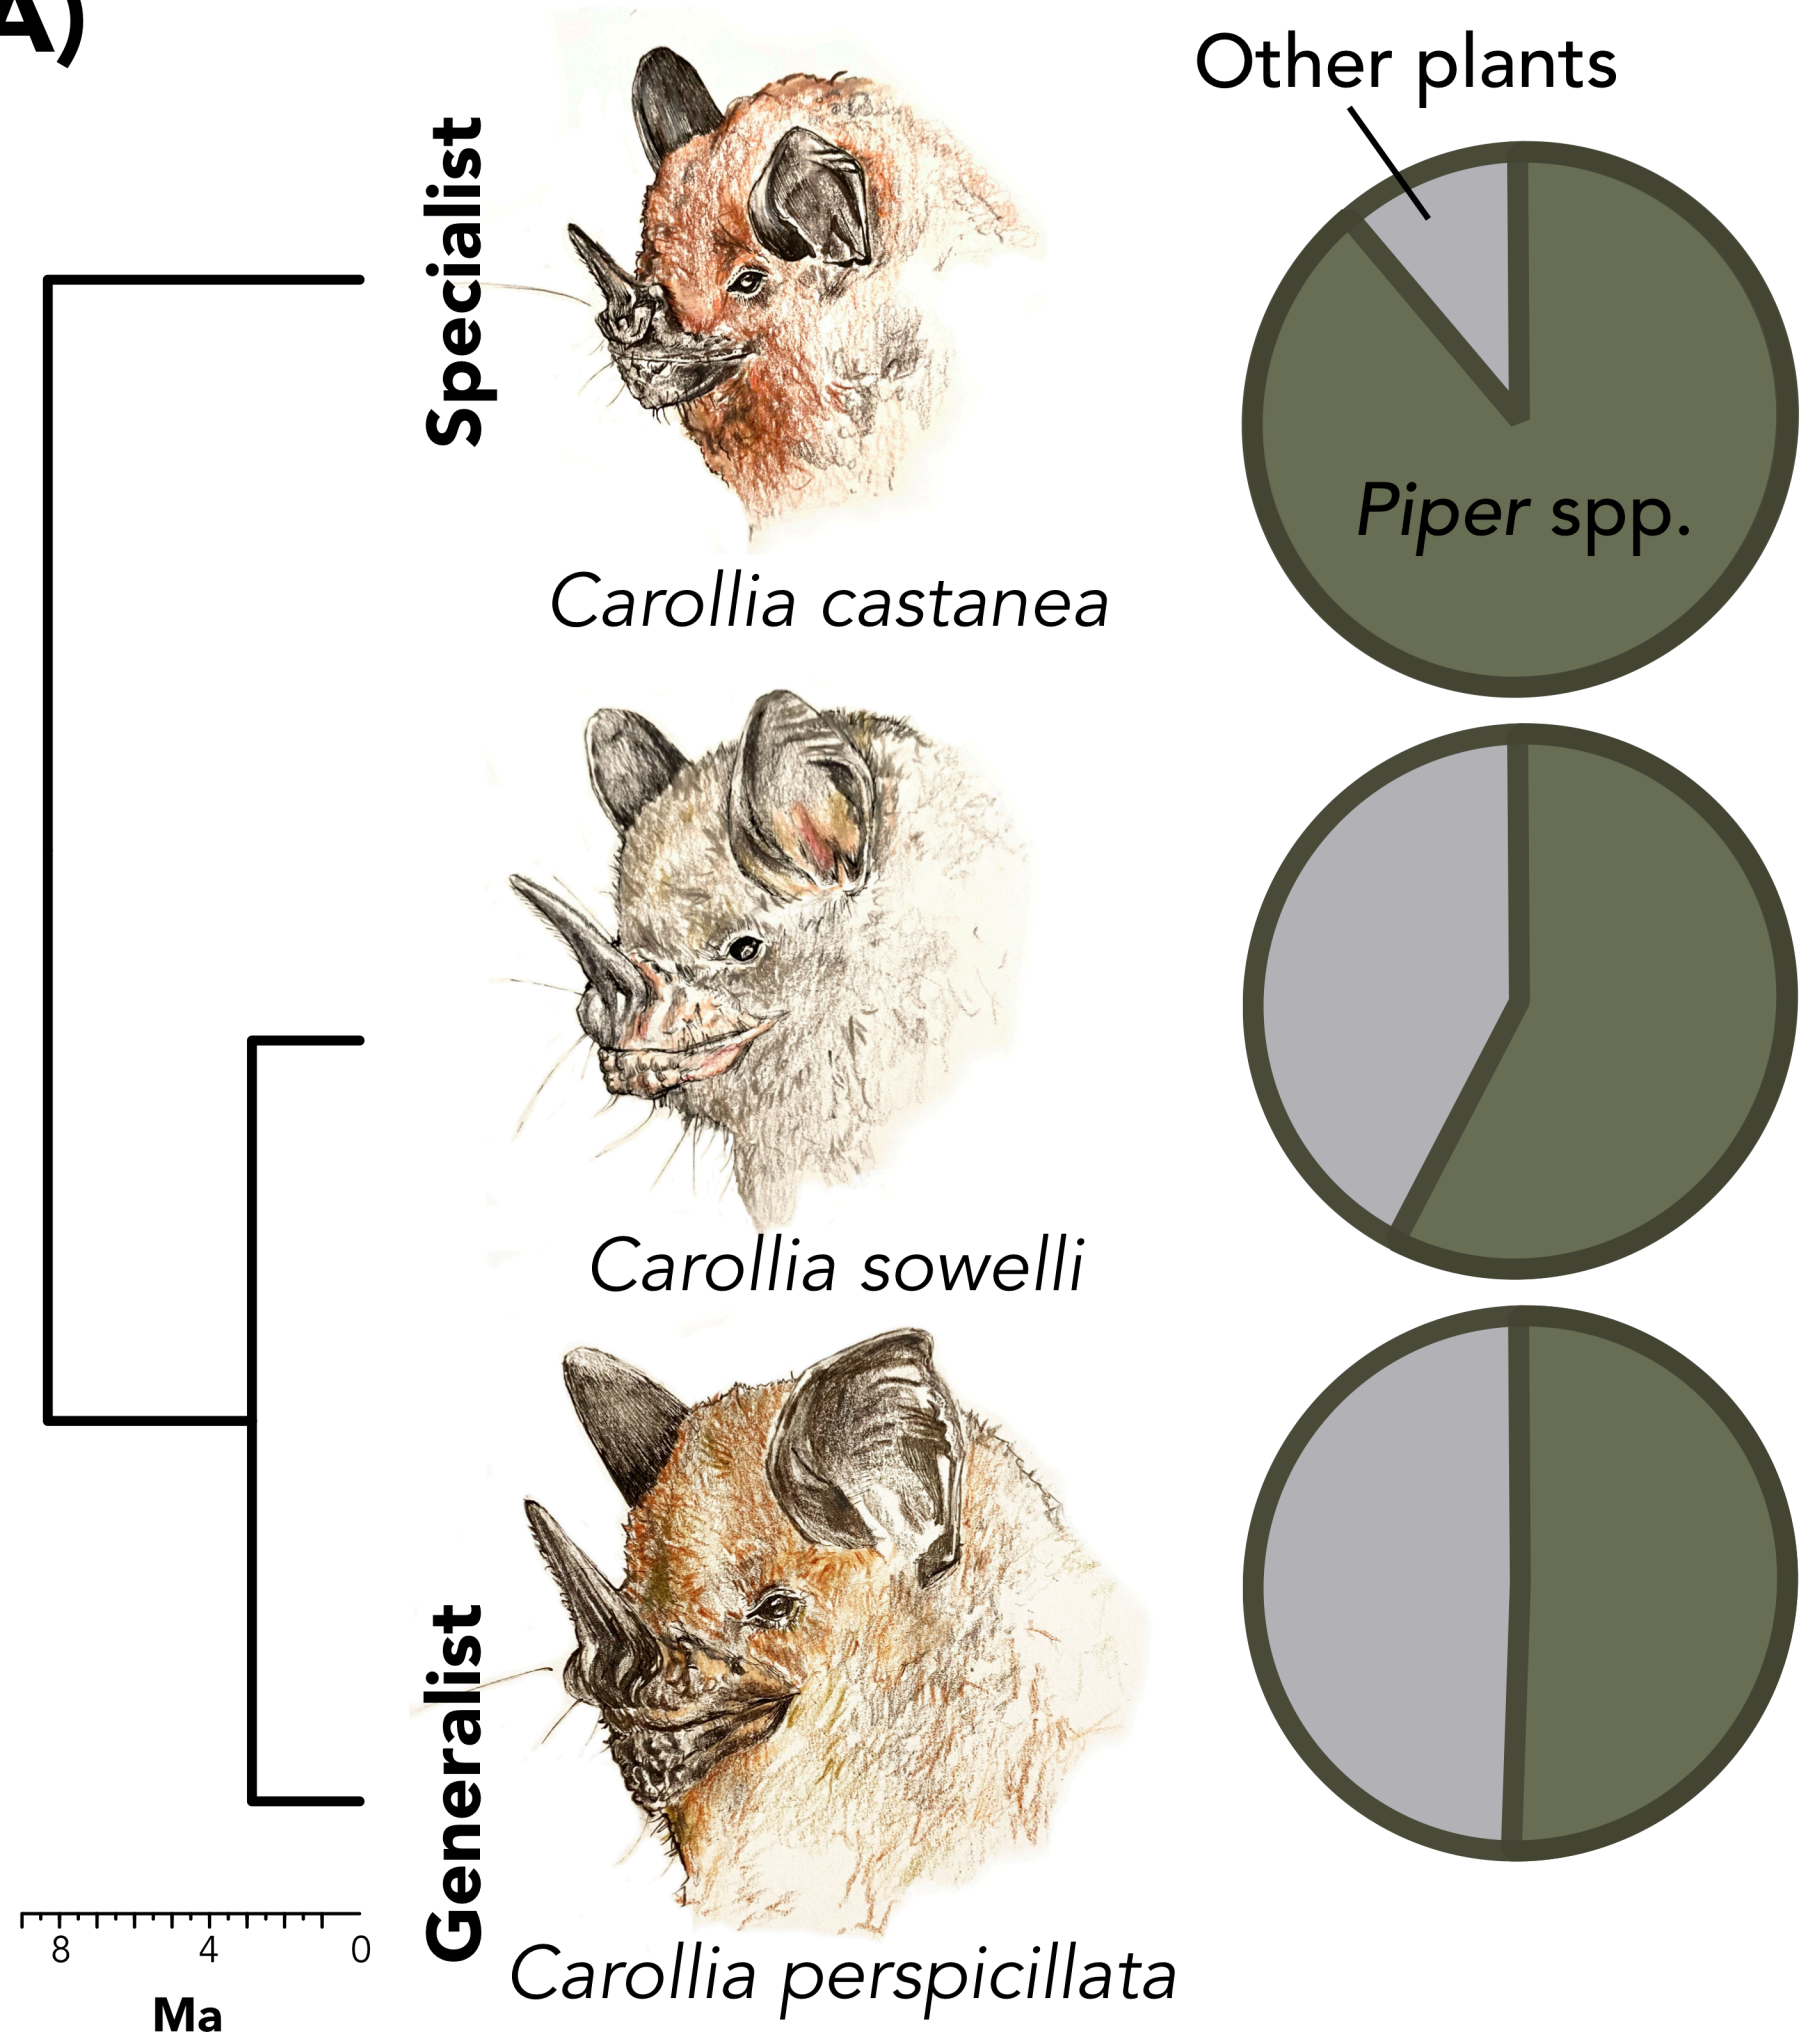 A)
Other plants
Specialist
Piper spp.
Carollia castanea
Carollia sowelli
Generalist
Carollia perspicillata
8 4 0
Ma